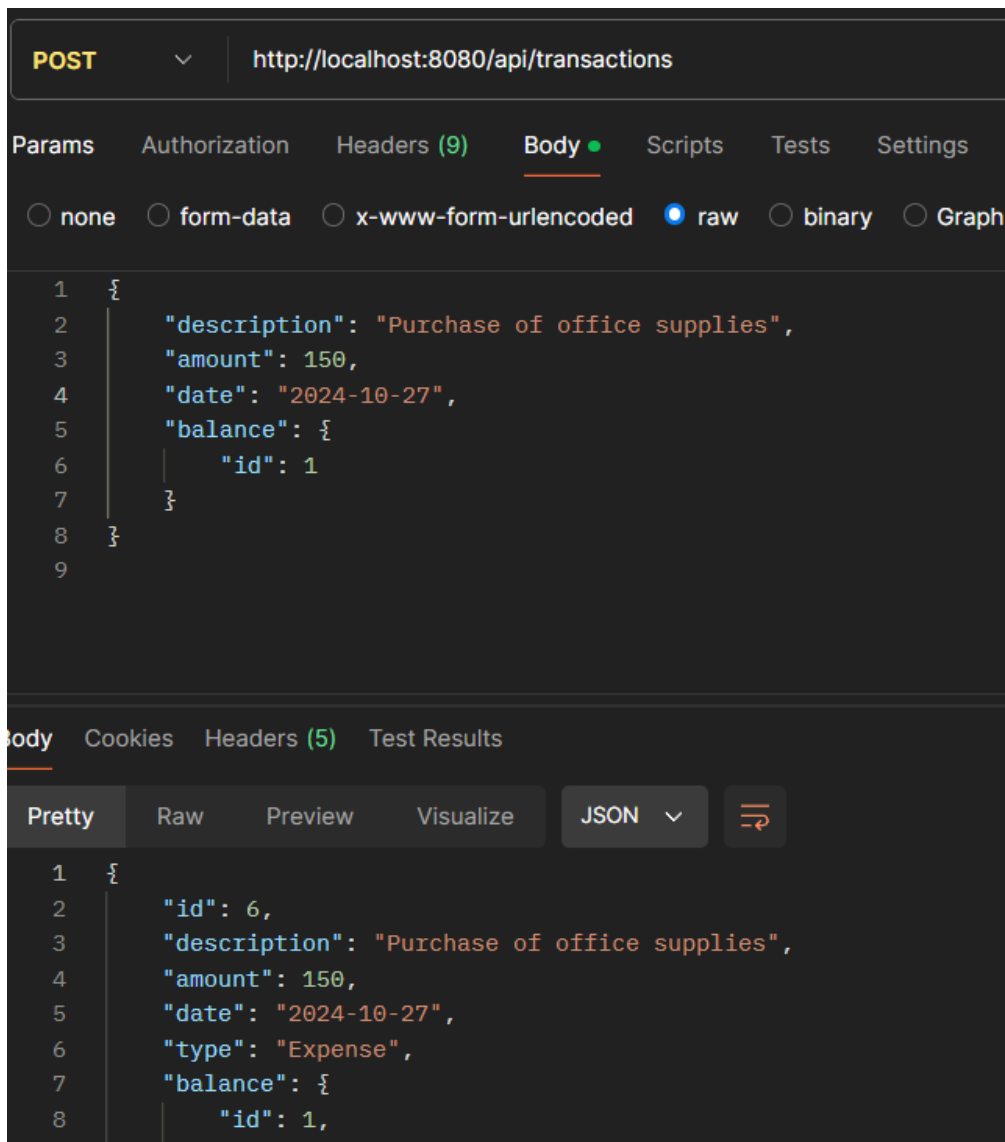 POST http://localhost:8080/api/transactions
Params Authorization Headers (9) Body Scripts Tests Settings
none form-data x-www-form-urlencoded raw binary Graph
1 {
2 "description": "Purchase of office supplies",
3 "amount": 150,
4 "date": "2024-10-27",
5 "balance": {
6 "id": 1
7 }
8 }
9
Body Cookies Headers (5) Test Results
Pretty Raw Preview Visualize JSON
1 {
2 "id": 6,
3 "description": "Purchase of office supplies",
4 "amount": 150,
5 "date": "2024-10-27",
6 "type": "Expense",
7 "balance": {
8 "id": 1,